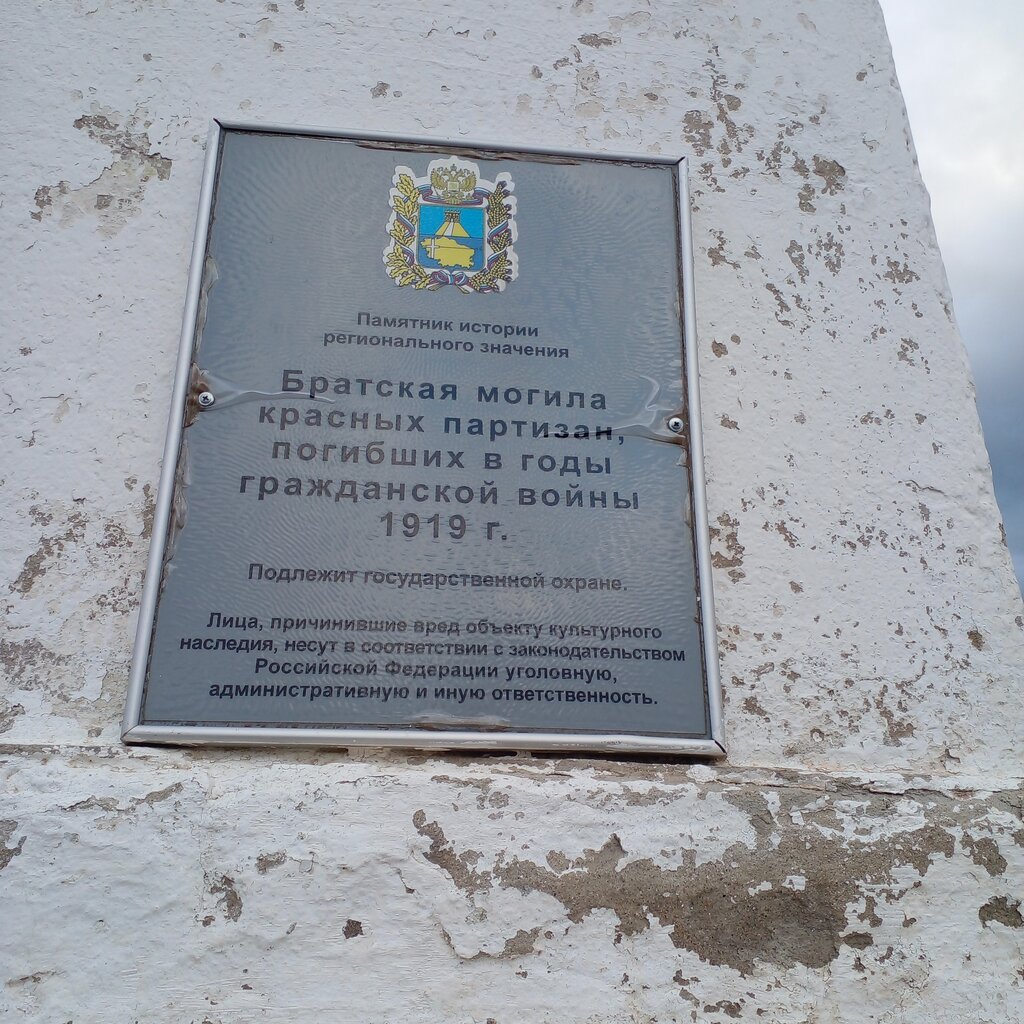 Памятник истории
регионального значения
Братская могила
красных партизан,
погибших в годы
гражданской войны
1919 г.
Подлежит государственной охране.
Лица, причинившие вред объекту культурного
наследия, несут в соответствии с законодательством
Российской Федерации уголовную,
административную и иную ответственность.